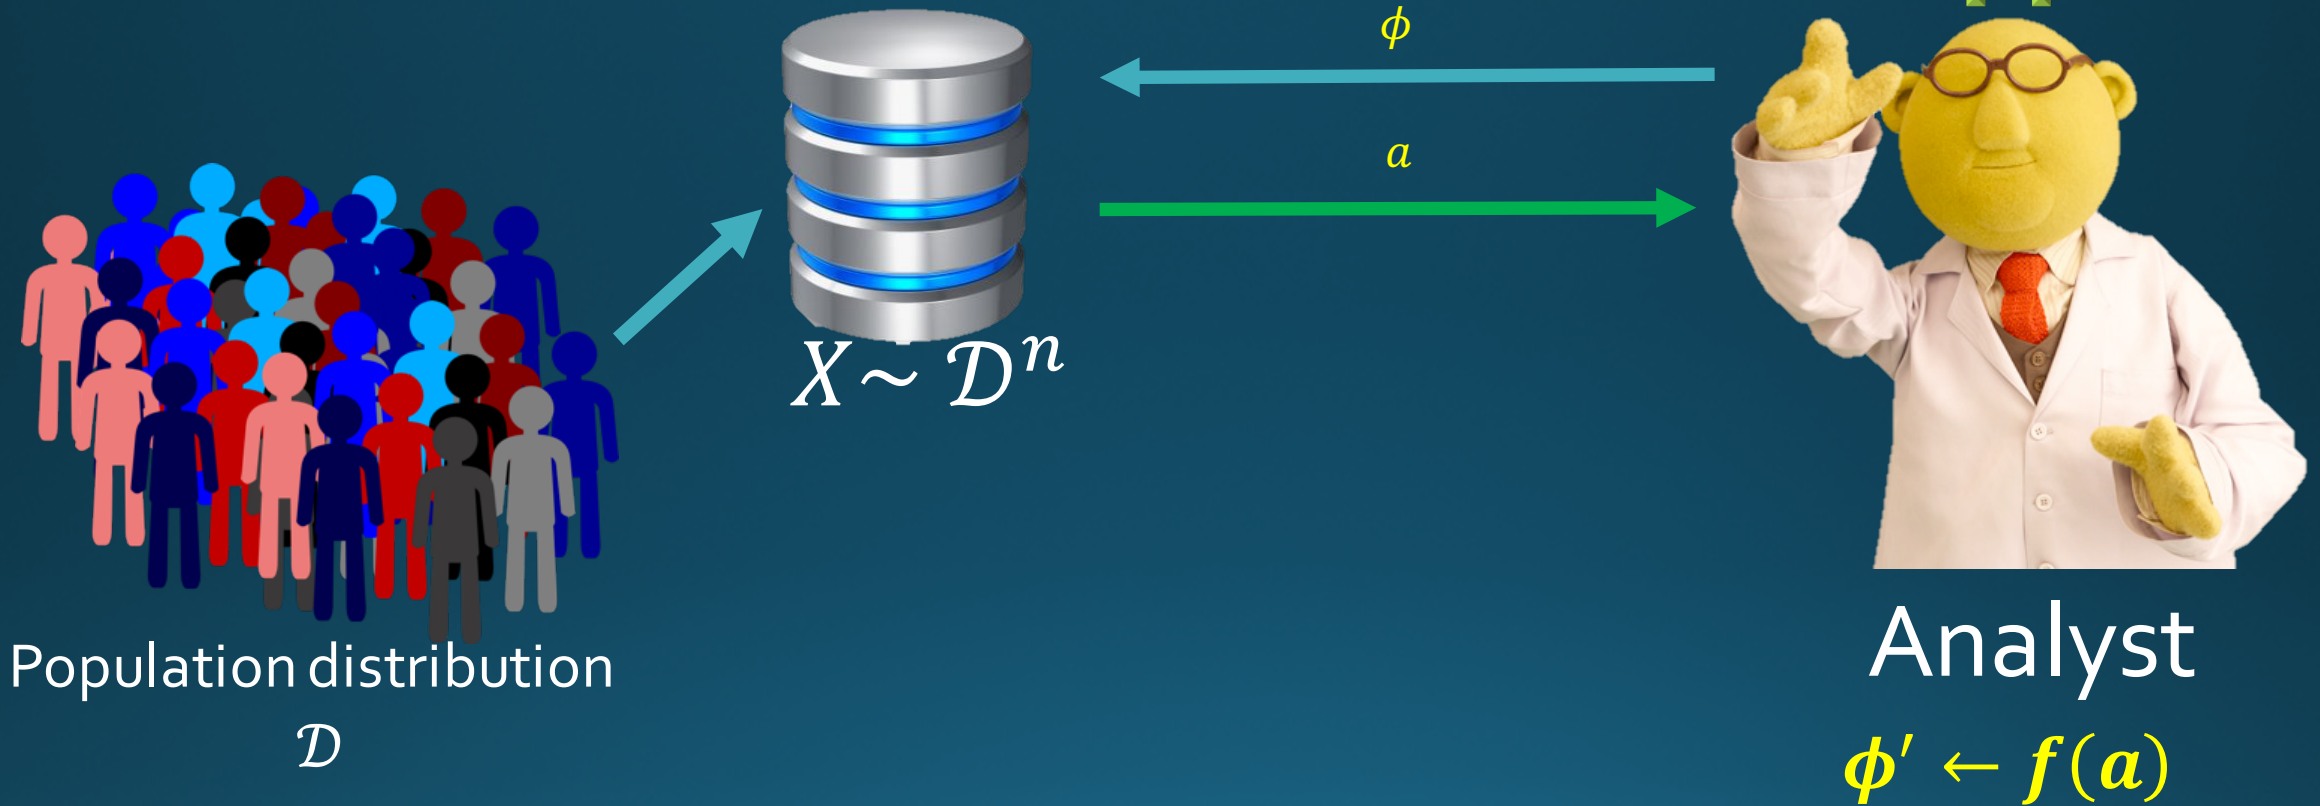 ϕ
a
X ~ 𝒟ⁿ
Population distribution
𝒟
Analyst
ϕ′ ← f(a)